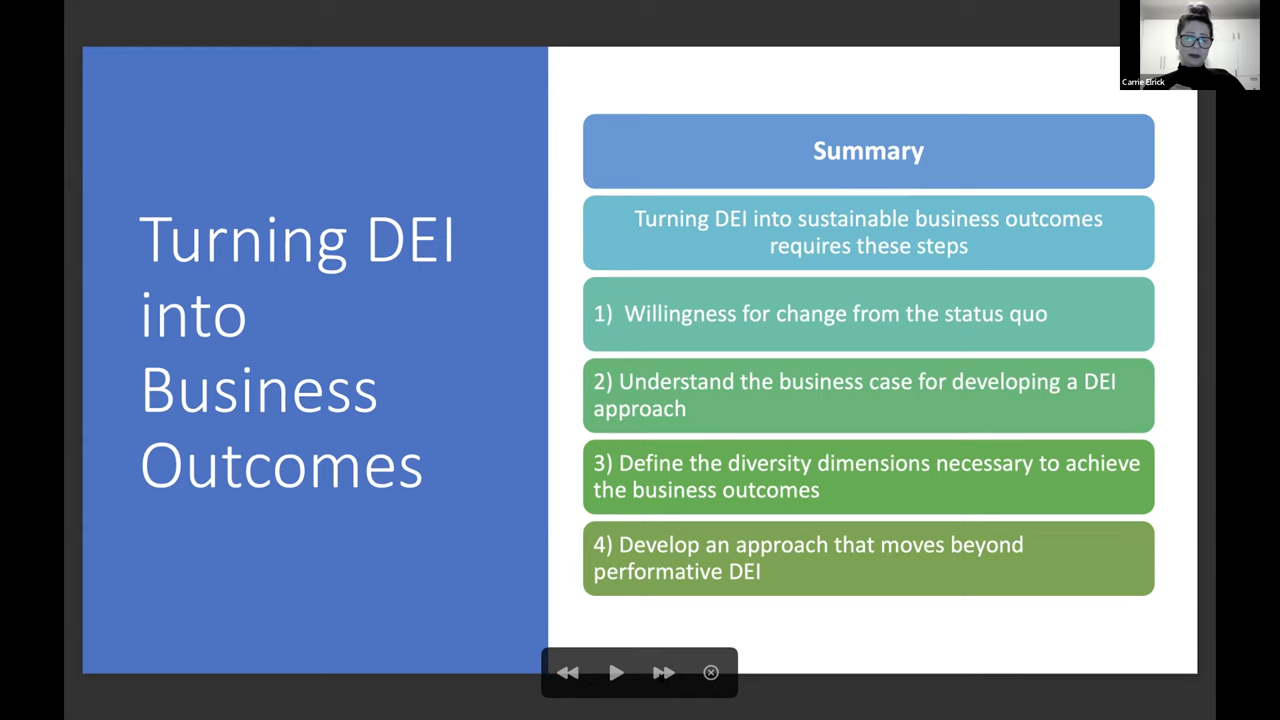 Carrie Elrick
Turning DEI
into
Business
Outcomes
Summary
Turning DEI into sustainable business outcomes
requires these steps
1) Willingness for change from the status quo
2) Understand the business case for developing a DEI
approach
3) Define the diversity dimensions necessary to achieve
the business outcomes
4) Develop an approach that moves beyond
performative DEI